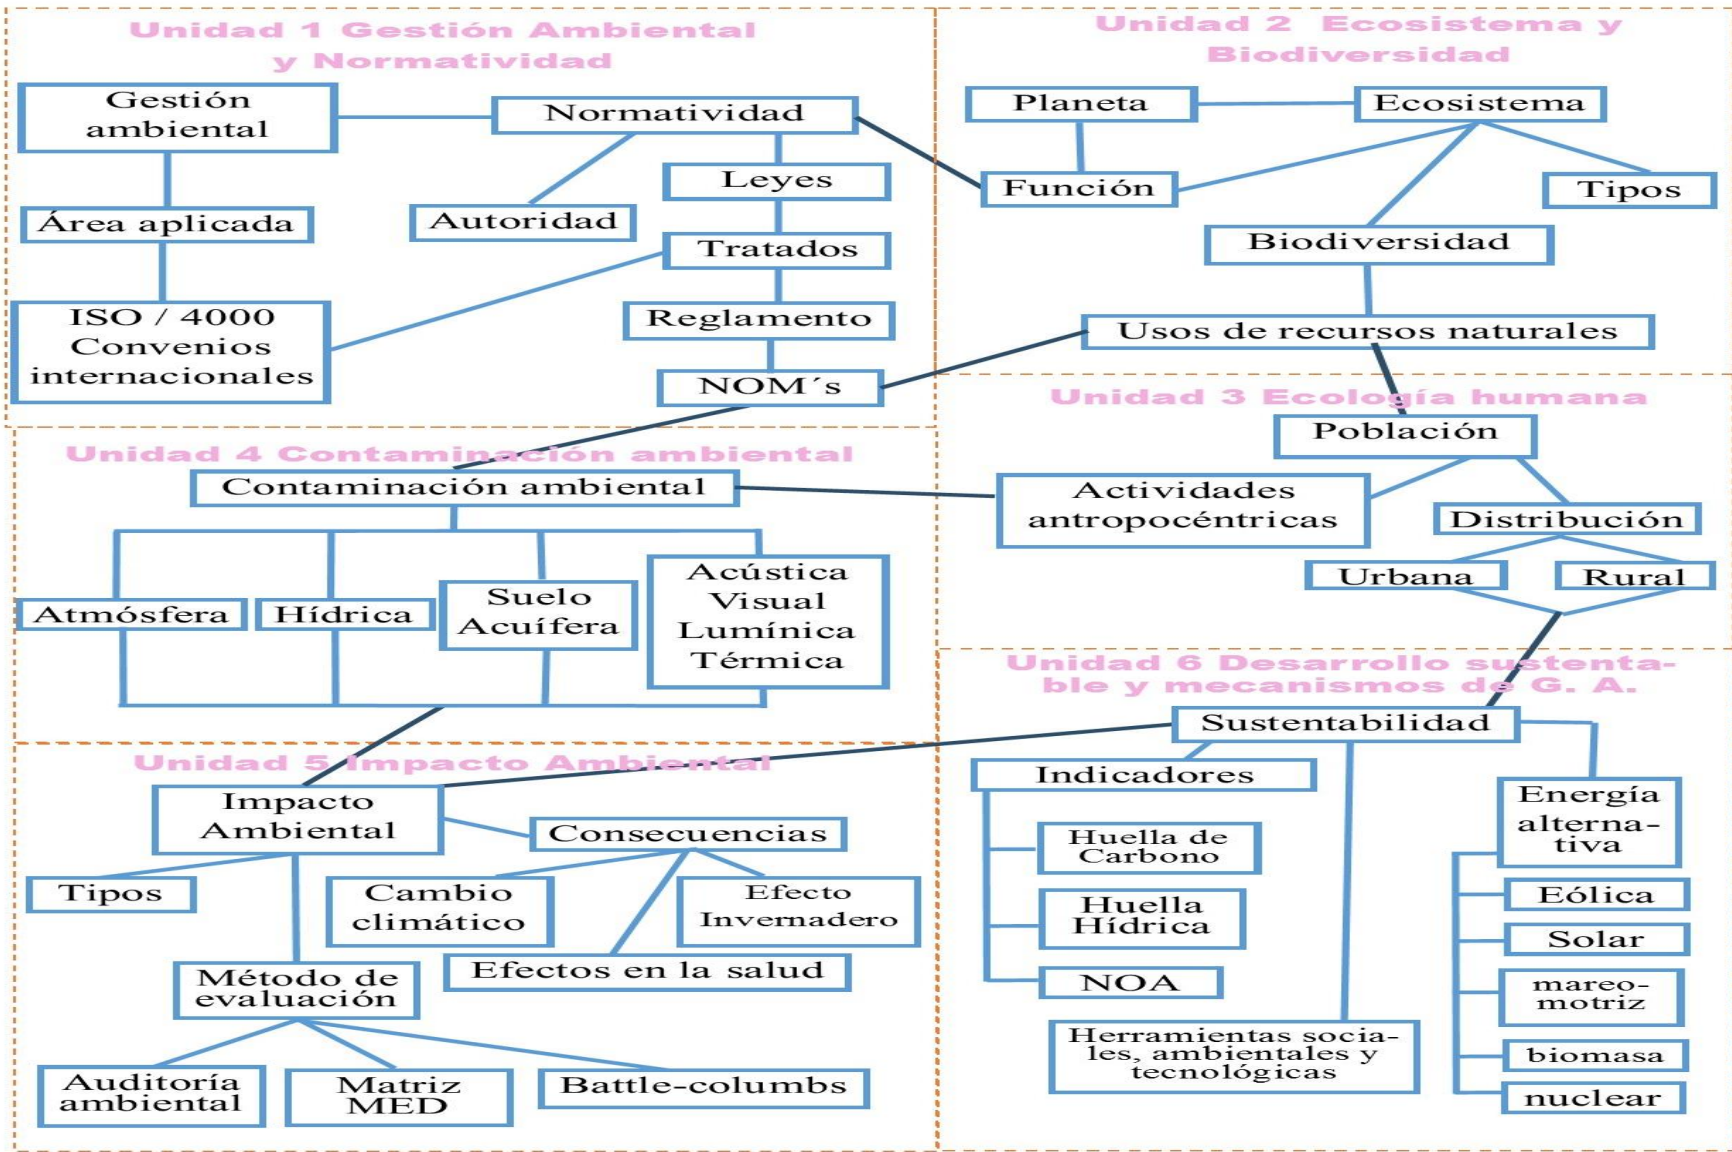 Unidad 1 Gestión Ambiental
y Normatividad
Gestión
ambiental
Normatividad
Leyes
Área aplicada
Autoridad
Tratados
ISO / 4000
Convenios
internacionales
Reglamento
NOM´s
Unidad 2 Ecosistema y
Biodiversidad
Planeta
Ecosistema
Función
Tipos
Biodiversidad
Usos de recursos naturales
Unidad 3 Ecología humana
Población
Actividades
antropocéntricas
Distribución
Urbana
Rural
Unidad 4 Contaminación ambiental
Contaminación ambiental
Atmósfera
Hídrica
Suelo
Acuífera
Acústica
Visual
Lumínica
Térmica
Unidad 5 Impacto Ambiental
Impacto
Ambiental
Consecuencias
Tipos
Cambio
climático
Efecto
Invernadero
Efectos en la salud
Método de
evaluación
Auditoría
ambiental
Matriz
MED
Battle-columbs
Unidad 6 Desarrollo sustenta-
ble y mecanismos de G. A.
Sustentabilidad
Indicadores
Huella de
Carbono
Huella
Hídrica
NOA
Herramientas socia-
les, ambientales y
tecnológicas
Energía
alterna-
tiva
Eólica
Solar
mareo-
motriz
biomasa
nuclear